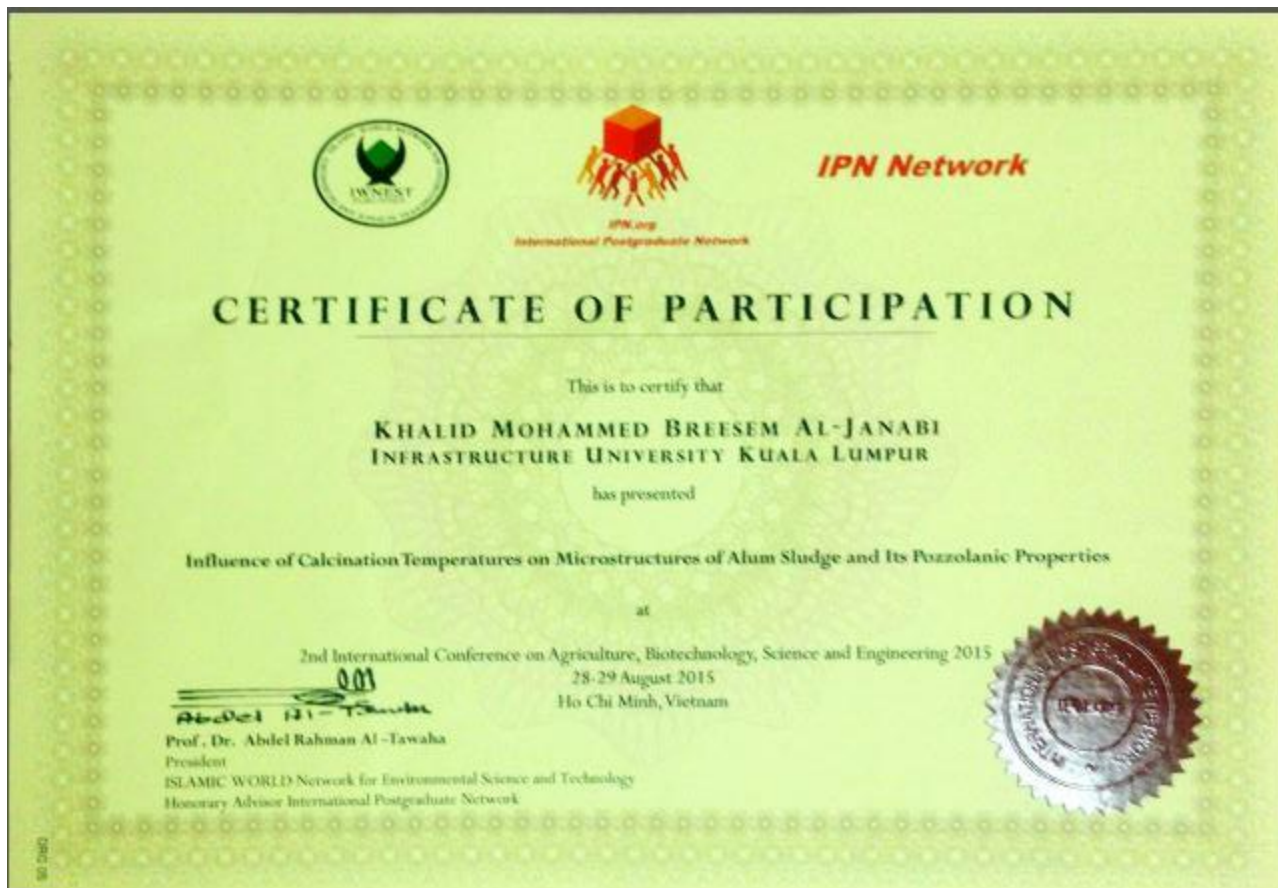 IWNEST
IPN.org
International Postgraduate Network
IPN Network
CERTIFICATE OF PARTICIPATION
This is to certify that
KHALID MOHAMMED BREESEM AL-JANABI
INFRASTRUCTURE UNIVERSITY KUALA LUMPUR
has presented
Influence of Calcination Temperatures on Microstructures of Alum Sludge and Its Pozzolanic Properties
at
2nd International Conference on Agriculture, Biotechnology, Science and Engineering 2015
28-29 August 2015
Ho Chi Minh, Vietnam
Prof. Dr. Abdel Rahman Al-Tawaha
President
ISLAMIC WORLD Network for Environmental Science and Technology
Honorary Advisor International Postgraduate Network
INTERNATIONAL POSTGRADUATE NETWORK